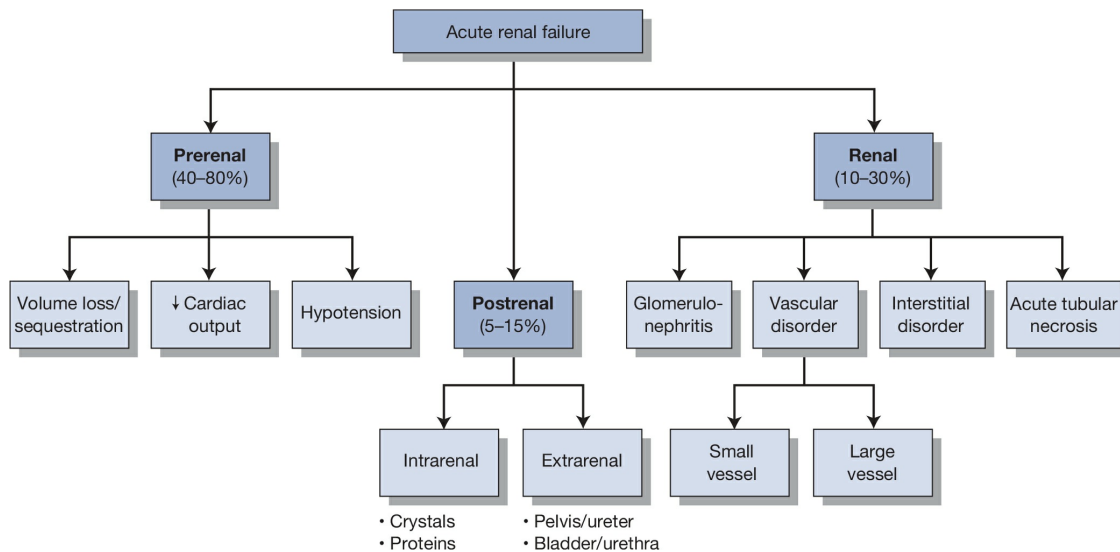 Acute renal failure
Prerenal
(40–80%)
Renal
(10–30%)
Volume loss/
sequestration
↓ Cardiac
output
Hypotension
Postrenal
(5–15%)
Glomerulo-
nephritis
Vascular
disorder
Interstitial
disorder
Acute tubular
necrosis
Intrarenal
Extrarenal
Small
vessel
Large
vessel
• Crystals
• Proteins
• Pelvis/ureter
• Bladder/urethra